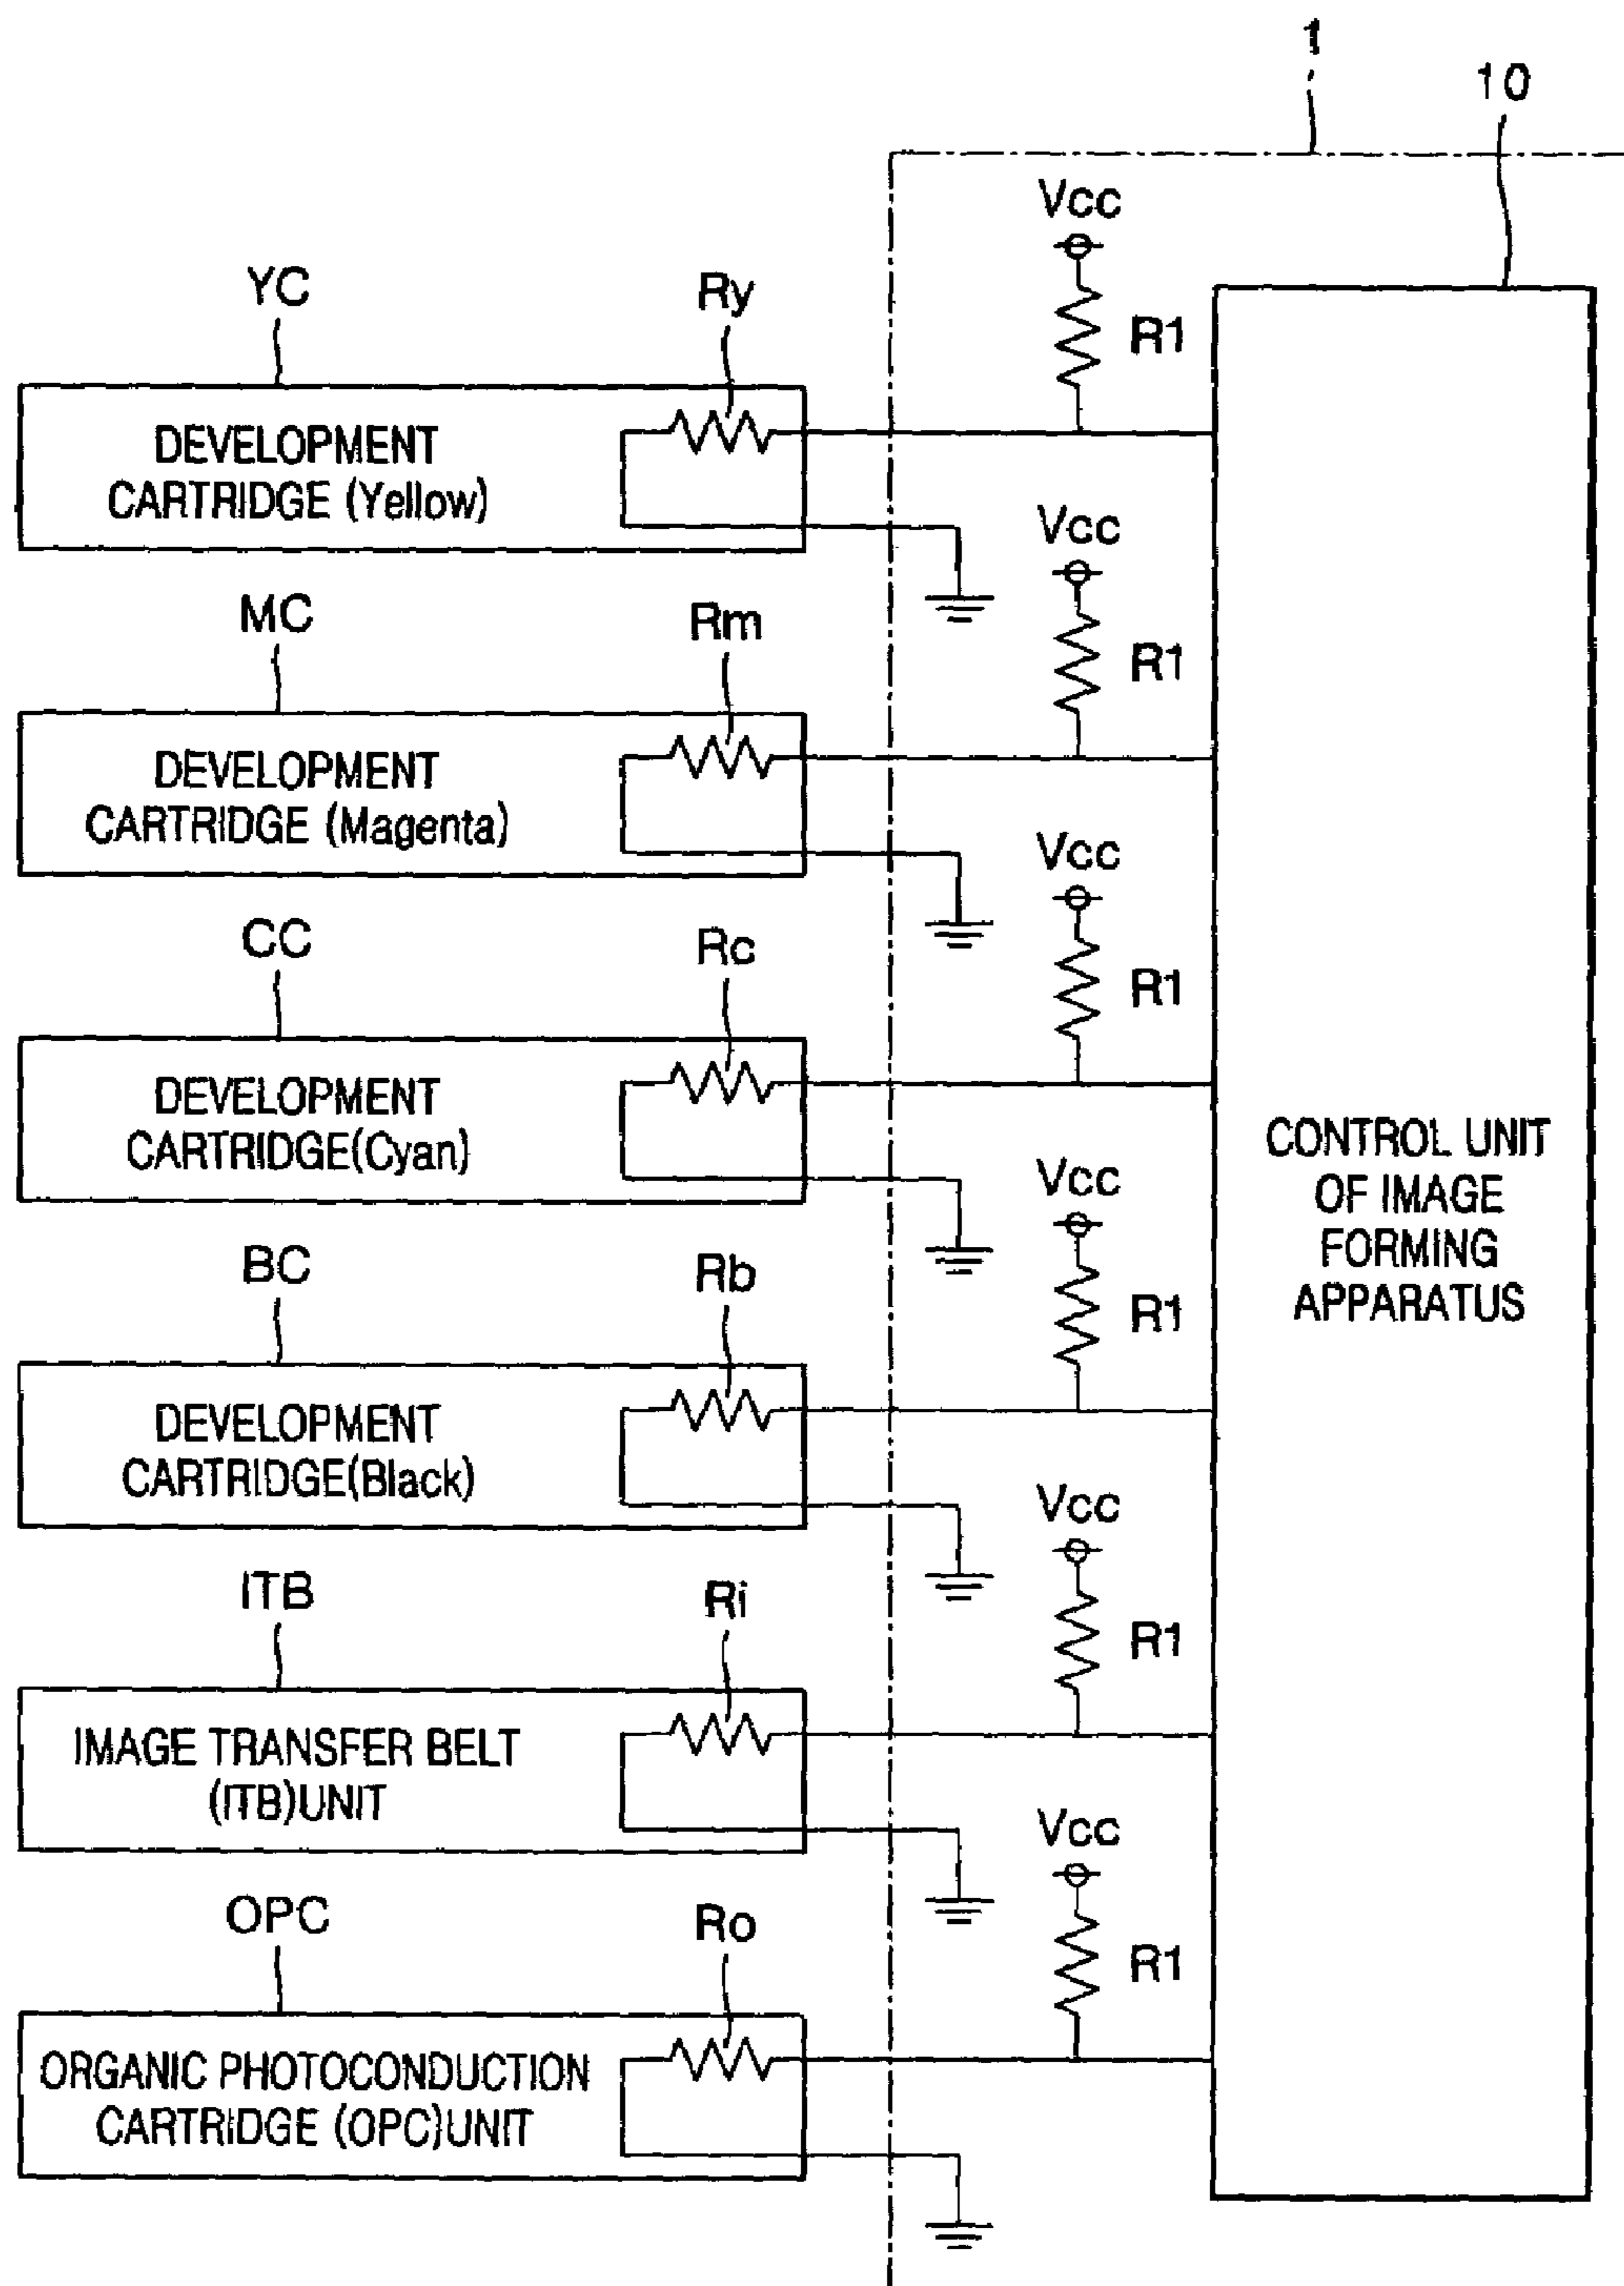 1
10
Vcc
R1
YC
Ry
DEVELOPMENT
CARTRIDGE (Yellow)
Vcc
R1
MC
Rm
DEVELOPMENT
CARTRIDGE (Magenta)
Vcc
R1
CC
Rc
DEVELOPMENT
CARTRIDGE(Cyan)
CONTROL UNIT
OF IMAGE
FORMING
APPARATUS
Vcc
R1
BC
Rb
DEVELOPMENT
CARTRIDGE(Black)
Vcc
R1
ITB
Ri
IMAGE TRANSFER BELT
(ITB)UNIT
Vcc
R1
OPC
Ro
ORGANIC PHOTOCONDUCTION
CARTRIDGE (OPC)UNIT